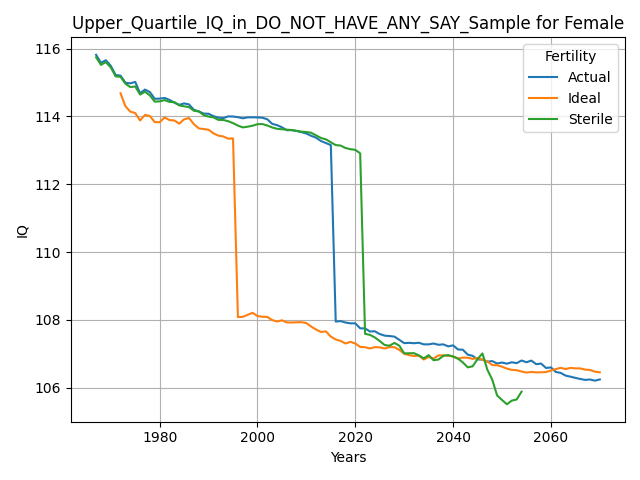 Upper_Quartile_IQ_in_DO_NOT_HAVE_ANY_SAY_Sample for Female
Fertility
Actual
Ideal
Sterile
116
114
112
110
108
106
IQ
1980
2000
2020
2040
2060
Years